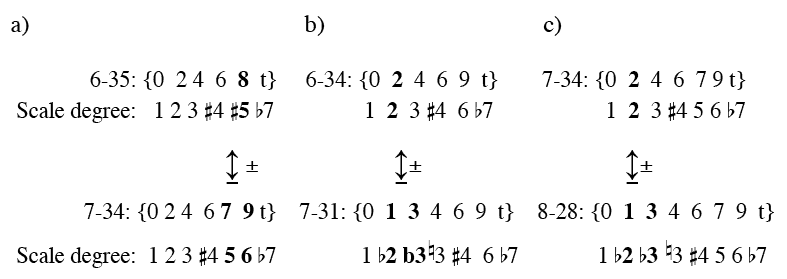 a) b) c)
6-35: {0 2 4 6 8 t} 6-34: {0 2 4 6 9 t} 7-34: {0 2 4 6 7 9 t}
Scale degree: 1 2 3 ♯4 ♯5 ♭7 1 2 3 ♯4 6 ♭7 1 2 3 ♯4 5 6 ♭7
↕± ↕± ↕±
7-34: {0 2 4 6 7 9 t} 7-31: {0 1 3 4 6 9 t} 8-28: {0 1 3 4 6 7 9 t}
Scale degree: 1 2 3 ♯4 5 6 ♭7 1 ♭2 b3 ♮3 ♯4 6 ♭7 1 ♭2 ♭3 ♮3 ♯4 5 6 ♭7